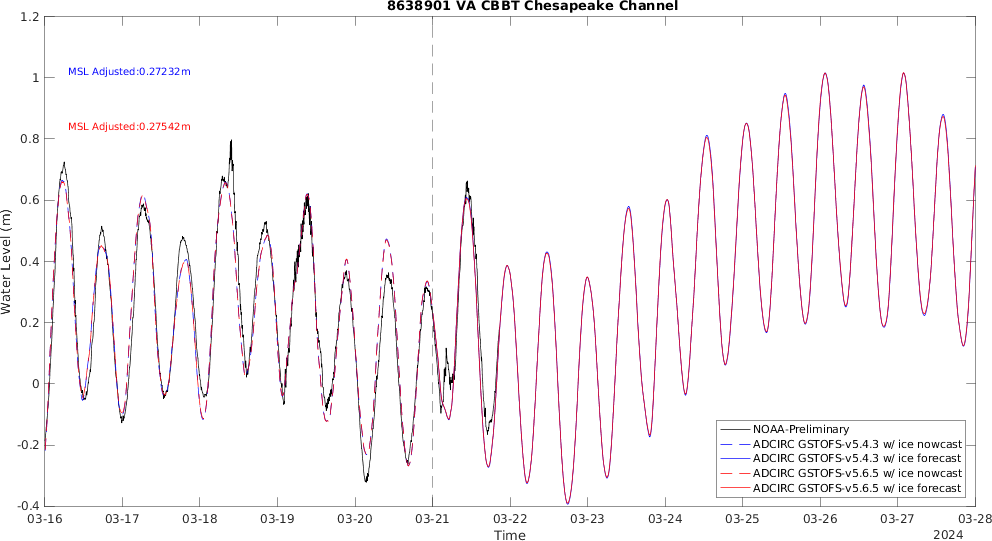 8638901 VA CBBT Chesapeake Channel
1.2
1
0.8
0.6
0.4
0.2
0
-0.2
-0.4
Water Level (m)
MSL Adjusted:0.27232m
MSL Adjusted:0.27542m
NOAA-Preliminary
ADCIRC GSTOFS-v5.4.3 w/ ice nowcast
ADCIRC GSTOFS-v5.4.3 w/ ice forecast
ADCIRC GSTOFS-v5.6.5 w/ ice nowcast
ADCIRC GSTOFS-v5.6.5 w/ ice forecast
03-16 03-17 03-18 03-19 03-20 03-21 03-22 03-23 03-24 03-25 03-26 03-27 03-28
Time
2024